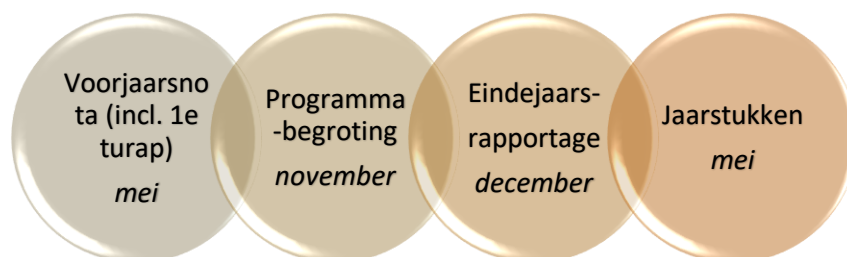 Voorjaarsno
ta (incl. 1e
turap)
mei
Programma
-begroting
november
Eindejaars-
rapportage
december
Jaarstukken
mei